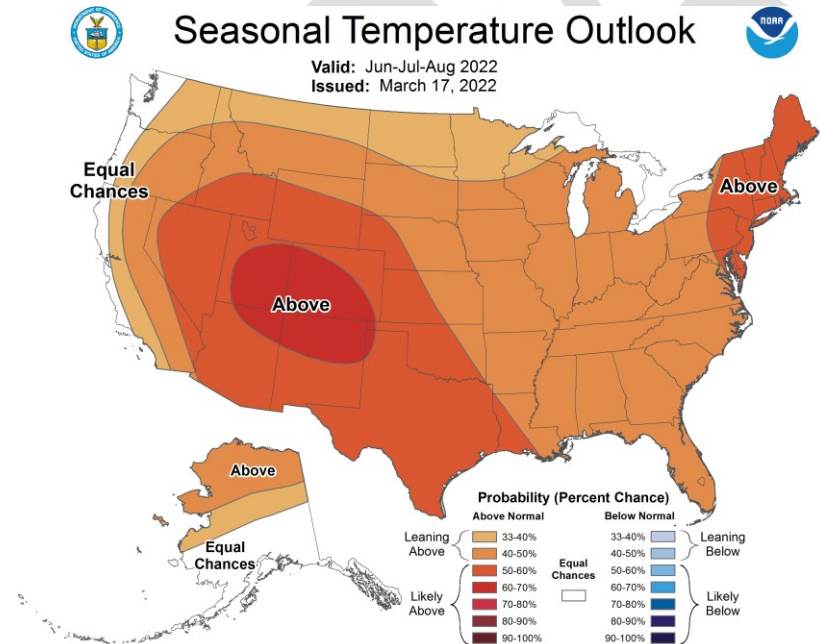 Seasonal Temperature Outlook
Valid: Jun-Jul-Aug 2022
Issued: March 17, 2022
NOAA
Equal
Chances
Above
Above
Above
Equal
Chances
Probability (Percent Chance)
Above Normal
Below Normal
Leaning
Above
33-40%
40-50%
Likely
Above
50-60%
60-70%
70-80%
80-90%
90-100%
Equal
Chances
33-40%
40-50%
Leaning
Below
50-60%
60-70%
70-80%
80-90%
90-100%
Likely
Below